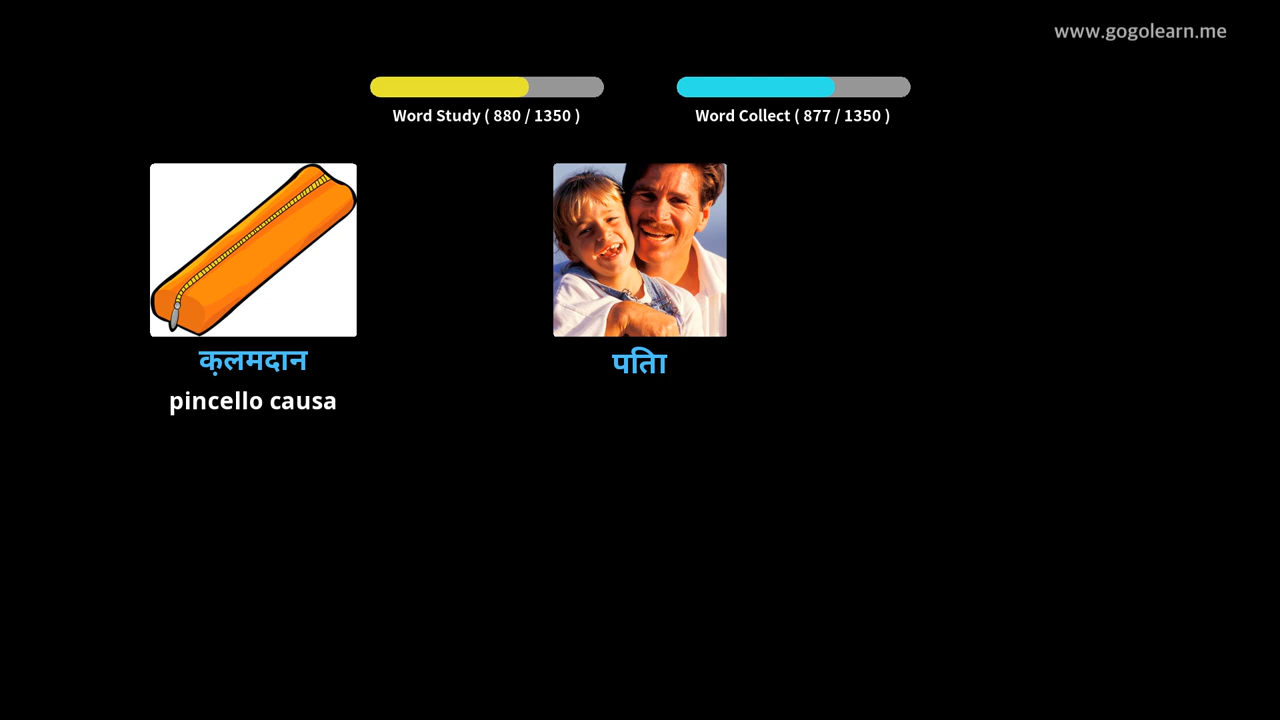 www.gogolearn.me
Word Study ( 880 / 1350 )
Word Collect ( 877 / 1350 )
क़लमदान
पिता
pincello causa